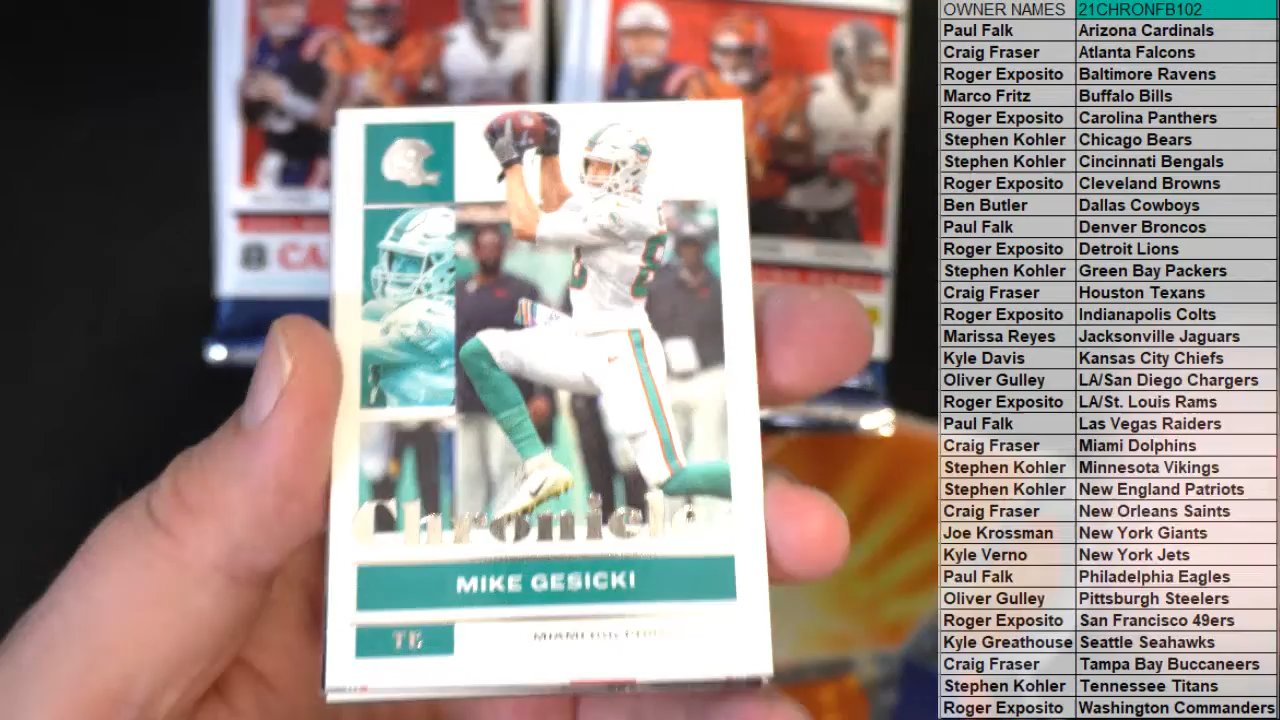 8 CA
Chronicle
MIKE GESICKI
TE
OWNER NAMES 21CHRONFB102
Paul Falk Arizona Cardinals
Craig Fraser Atlanta Falcons
Roger Exposito Baltimore Ravens
Marco Fritz Buffalo Bills
Roger Exposito Carolina Panthers
Stephen Kohler Chicago Bears
Stephen Kohler Cincinnati Bengals
Roger Exposito Cleveland Browns
Ben Butler Dallas Cowboys
Paul Falk Denver Broncos
Roger Exposito Detroit Lions
Stephen Kohler Green Bay Packers
Craig Fraser Houston Texans
Roger Exposito Indianapolis Colts
Marissa Reyes Jacksonville Jaguars
Kyle Davis Kansas City Chiefs
Oliver Gulley LA/San Diego Chargers
Roger Exposito LA/St. Louis Rams
Paul Falk Las Vegas Raiders
Craig Fraser Miami Dolphins
Stephen Kohler Minnesota Vikings
Stephen Kohler New England Patriots
Craig Fraser New Orleans Saints
Joe Krossman New York Giants
Kyle Verno New York Jets
Paul Falk Philadelphia Eagles
Oliver Gulley Pittsburgh Steelers
Roger Exposito San Francisco 49ers
Kyle Greathouse Seattle Seahawks
Craig Fraser Tampa Bay Buccaneers
Stephen Kohler Tennessee Titans
Roger Exposito Washington Commanders